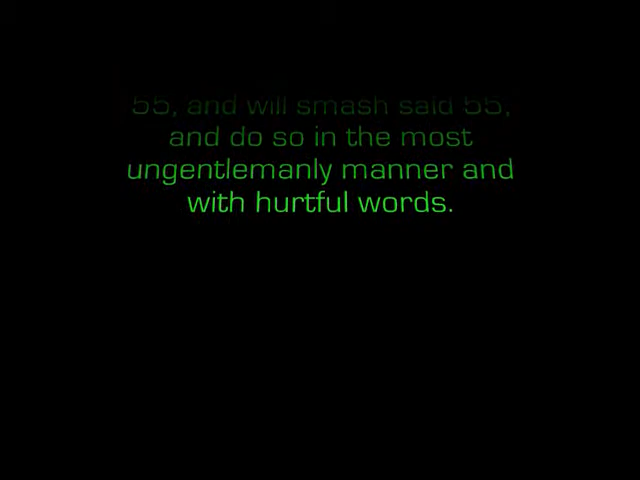 55, and will smash said 55,
and do so in the most
ungentlemanly manner and
with hurtful words.